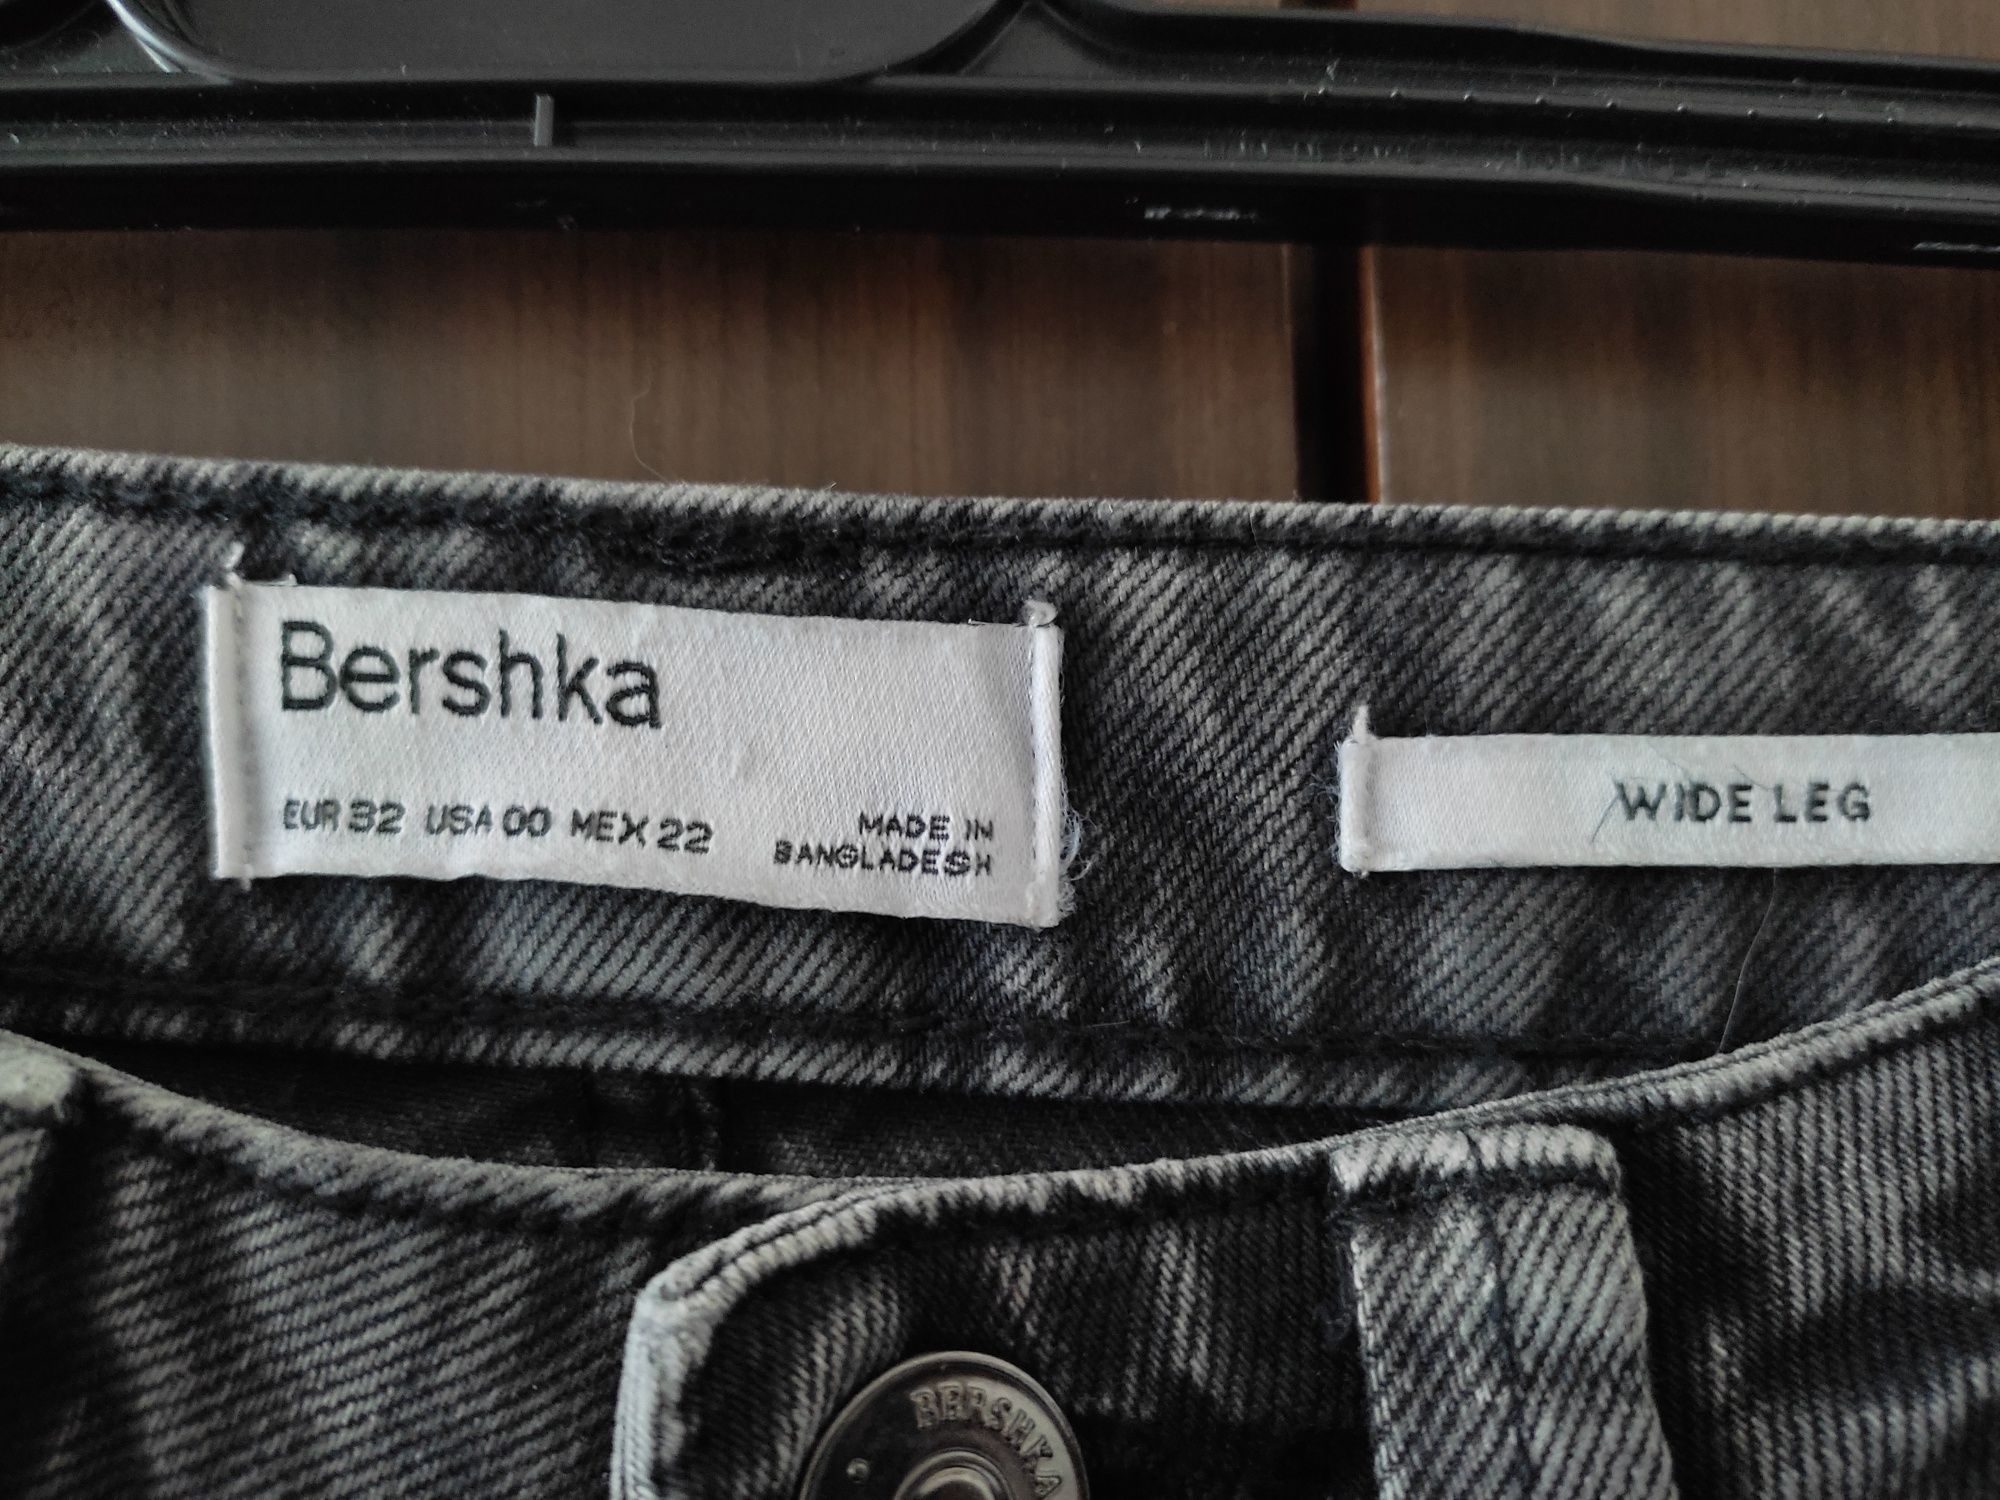 Bershka
EUR 32 USA 00 MEX 22
MADE IN
BANGLADESH
WIDE LEG
BERSHKA